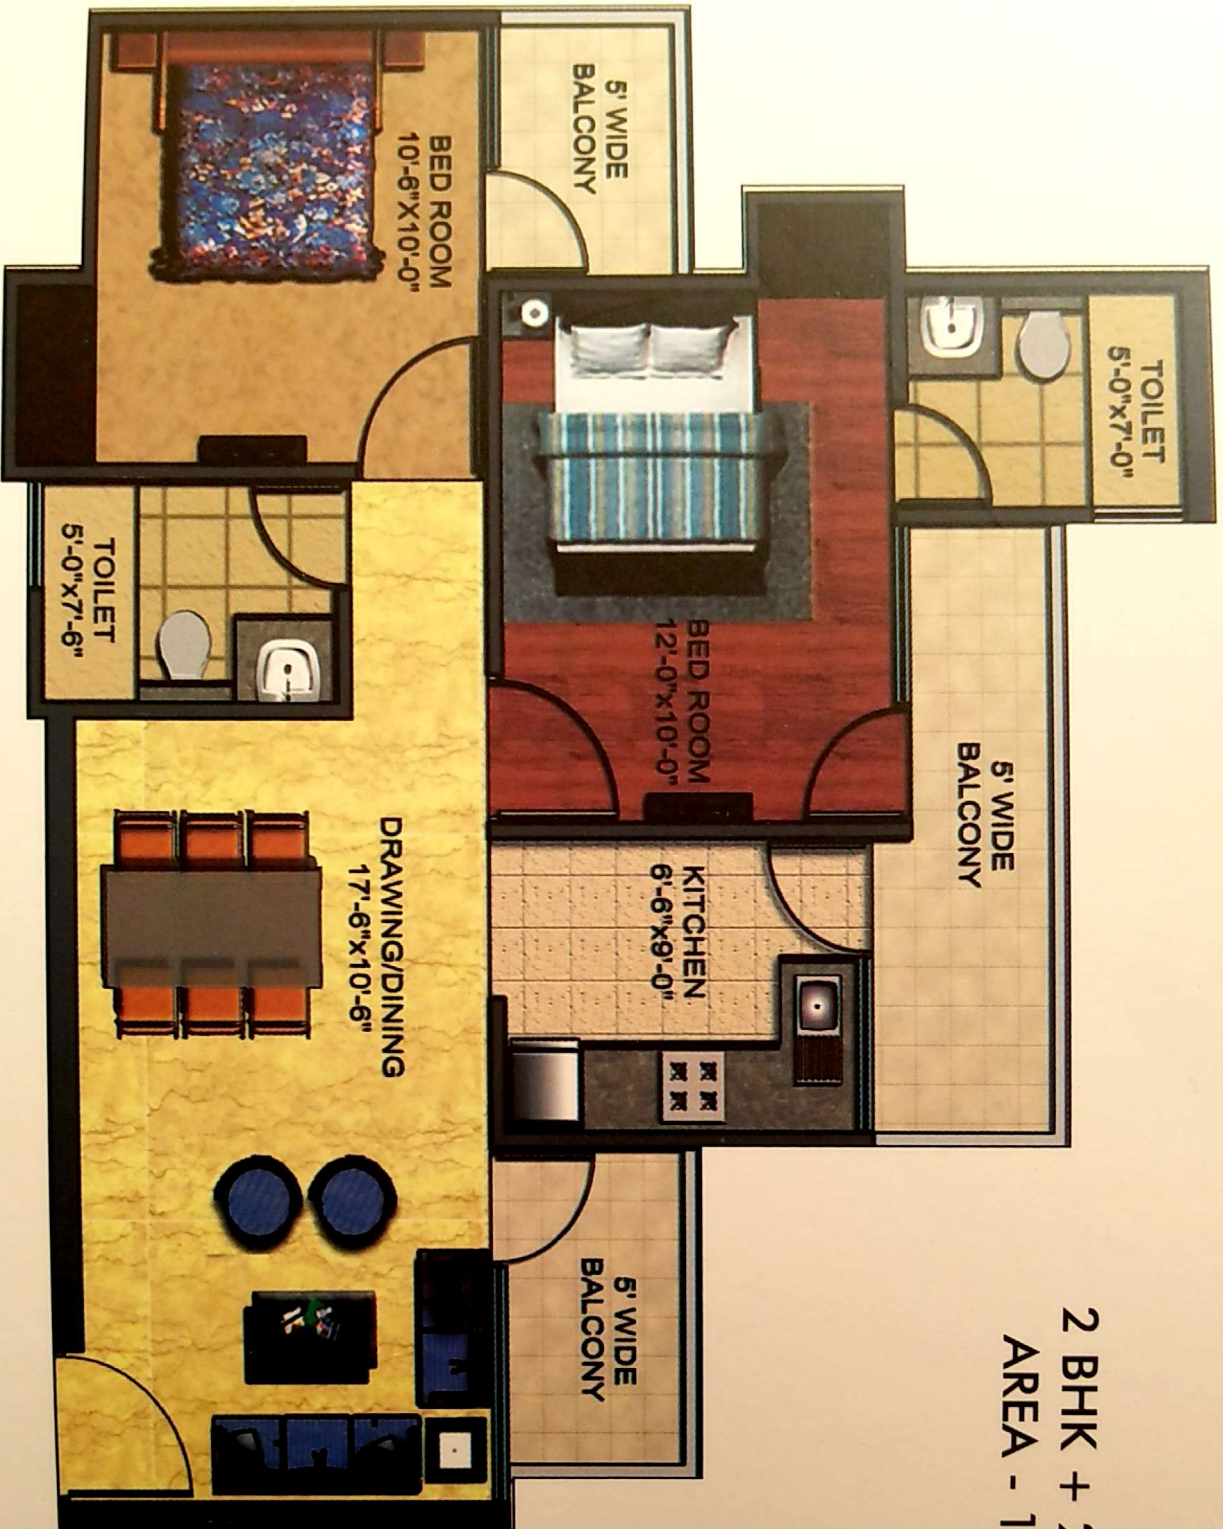 TOILET
5'-0"x7'-0"
2 BHK +
AREA - 1
5' WIDE
BALCONY
BED ROOM
12'-0"x10'-0"
KITCHEN
6'-6"x9'-0"
5' WIDE
BALCONY
5' WIDE
BALCONY
BED ROOM
10'-6"X10'-0"
DRAWING/DINING
17'-6"x10'-6"
TOILET
5'-0"x7'-6"